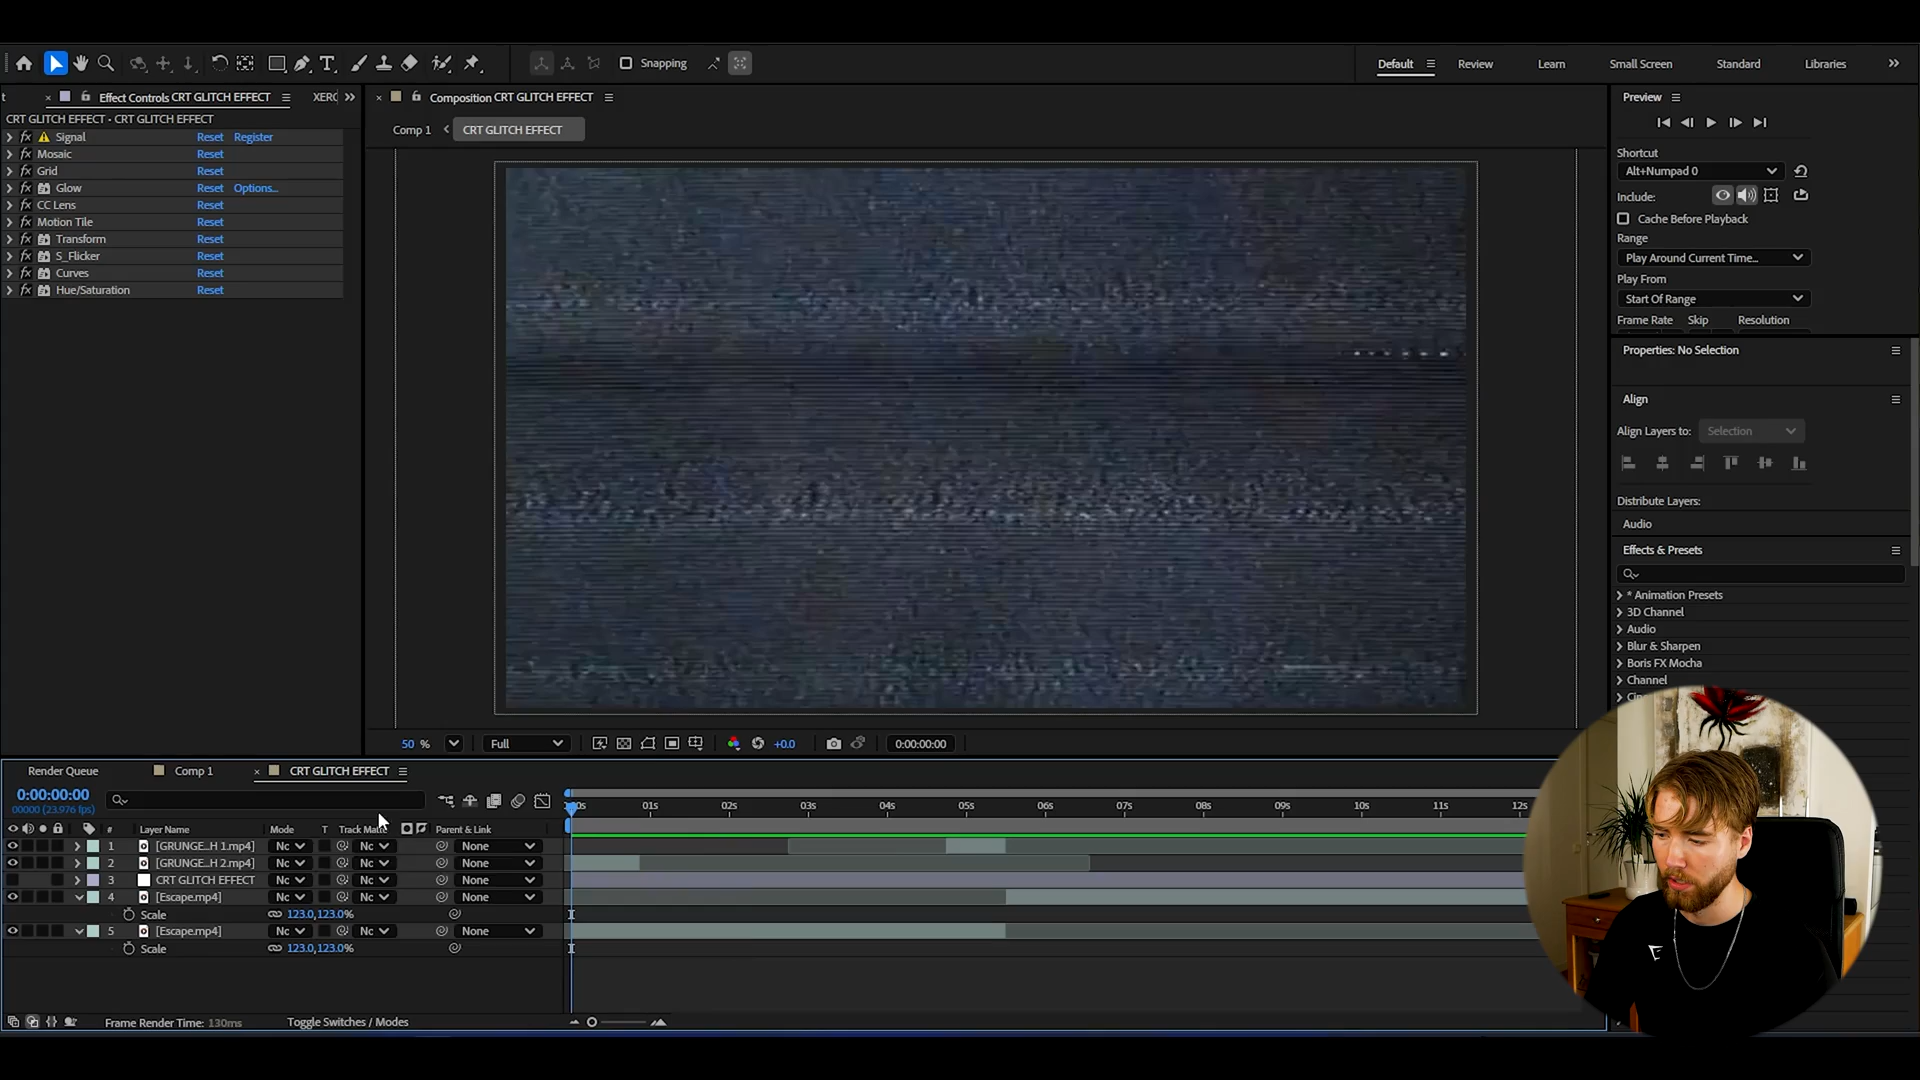 Snapping
Default
Review
Learn
Small Screen
Standard
Libraries
Effect Controls CRT GLITCH EFFECT
XERC
CRT GLITCH EFFECT - CRT GLITCH EFFECT
fx Signal Reset Register
fx Mosaic Reset
fx Grid Reset
fx Glow Reset Options...
fx CC Lens Reset
fx Motion Tile Reset
fx Transform Reset
fx S_Flicker Reset
fx Curves Reset
fx Hue/Saturation Reset
Composition CRT GLITCH EFFECT
Comp 1
CRT GLITCH EFFECT
50 %
Full
+0.0
0:00:00:00
Preview
Shortcut
Alt+Numpad 0
Include:
Cache Before Playback
Range
Play Around Current Time...
Play From
Start Of Range
Frame Rate Skip Resolution
Properties: No Selection
Align
Align Layers to: Selection
Distribute Layers:
Audio
Effects & Presets
* Animation Presets
3D Channel
Audio
Blur & Sharpen
Boris FX Mocha
Channel
Render Queue
Comp 1
CRT GLITCH EFFECT
0:00:00:00
00000 (23.976 fps)
01s 02s 03s 04s 05s 06s 07s 08s 09s 10s 11s 12s
# Layer Name Mode T Track Matte Parent & Link
1 [GRUNGE...H 1.mp4] Nc Nc None
2 [GRUNGE...H 2.mp4] Nc Nc None
3 CRT GLITCH EFFECT Nc Nc None
4 [Escape.mp4] Nc Nc None
Scale 123.0,123.0%
5 [Escape.mp4] Nc Nc None
Scale 123.0,123.0%
Frame Render Time: 130ms
Toggle Switches / Modes